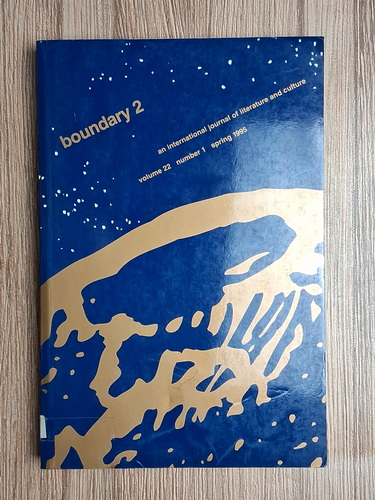 boundary 2
an international journal of literature and culture
volume 22 number 1 spring 1995